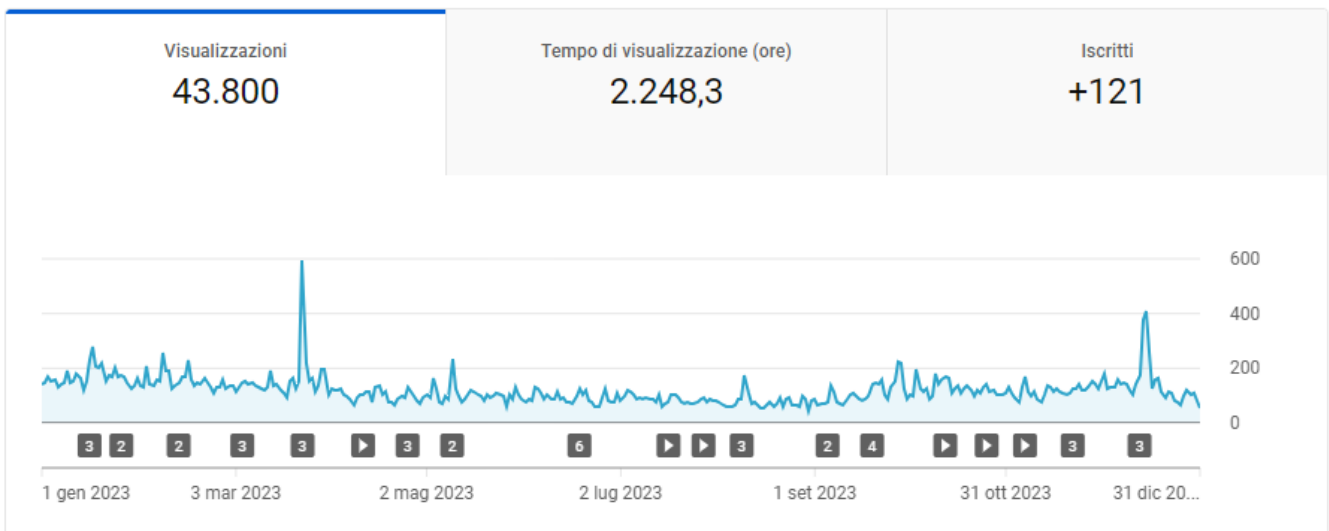 Visualizzazioni
43.800
Tempo di visualizzazione (ore)
2.248,3
Iscritti
+121
600
400
200
0
3 2 2 3 3 3 2 6 3 2 4 3 3
1 gen 2023 3 mar 2023 2 mag 2023 2 lug 2023 1 set 2023 31 ott 2023 31 dic 20...